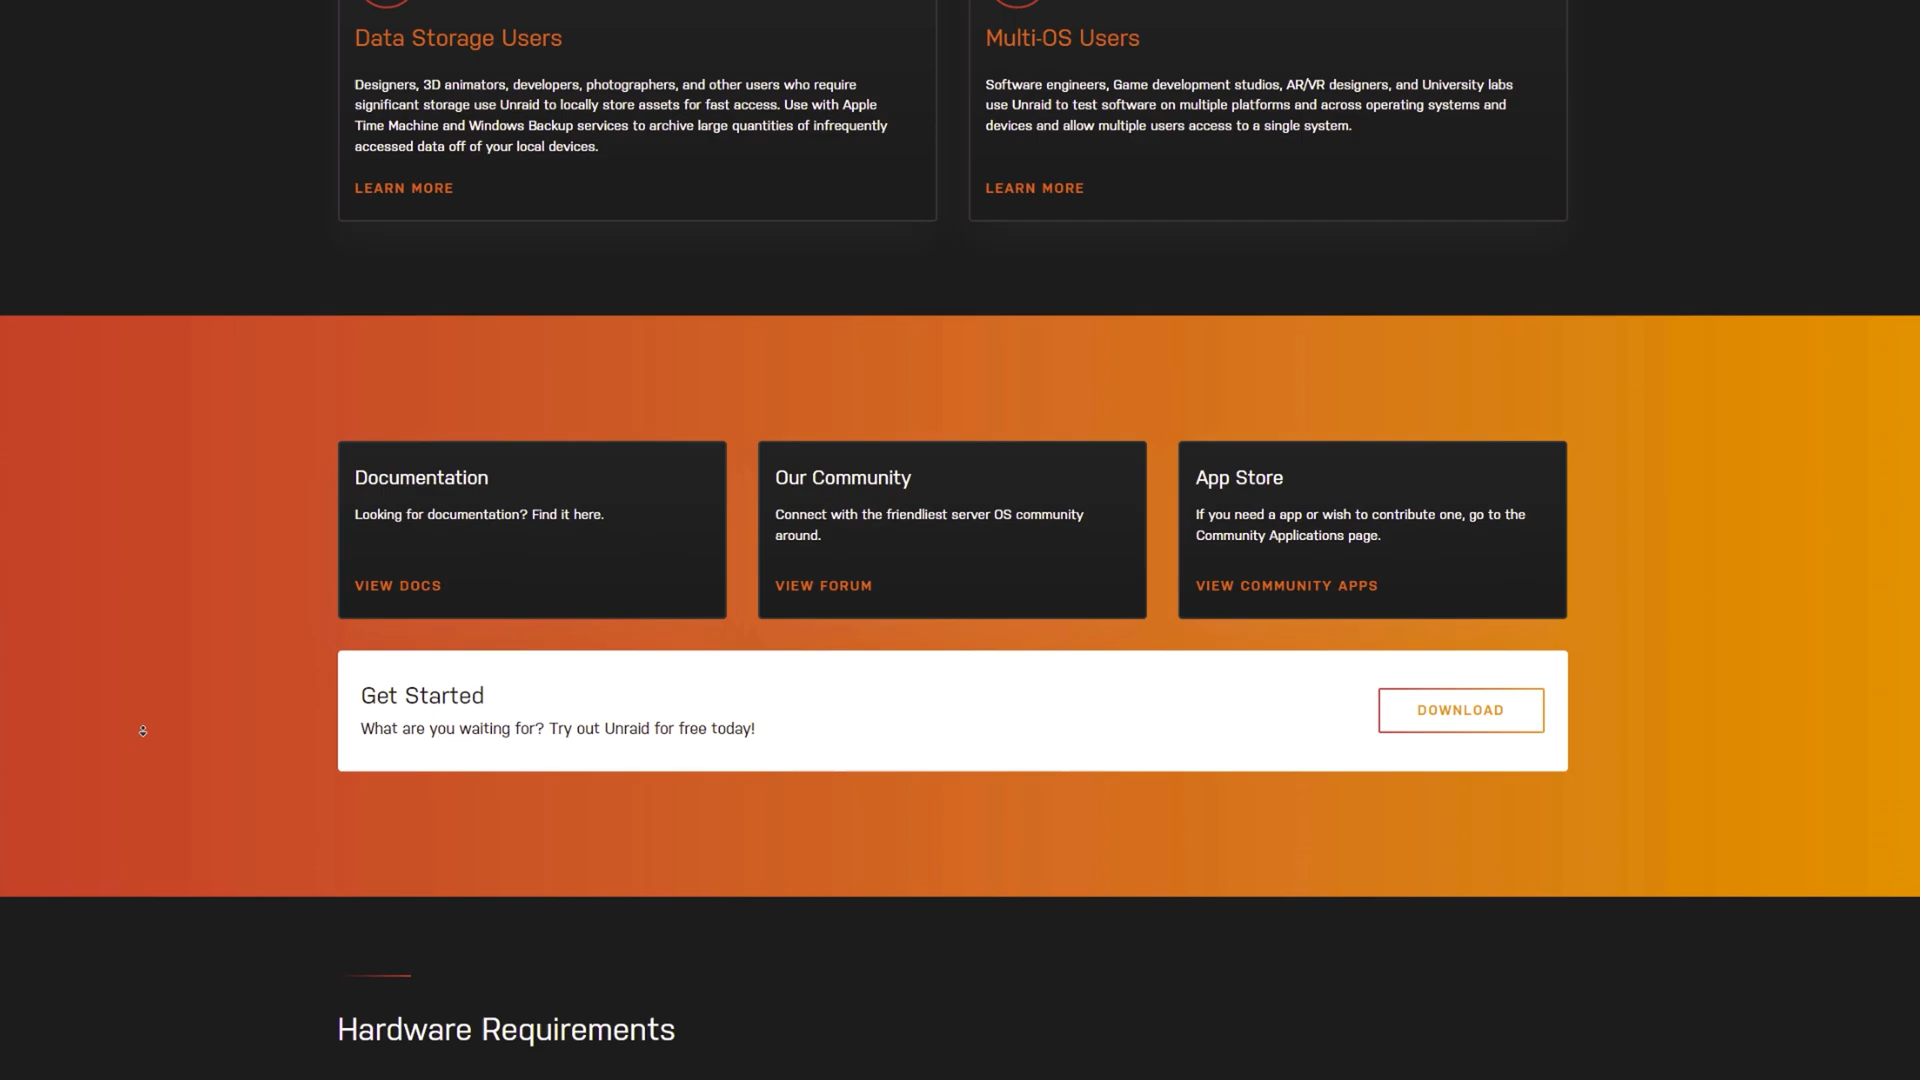 Data Storage Users
Designers, 3D animators, developers, photographers, and other users who require
significant storage use Unraid to locally store assets for fast access. Use with Apple
Time Machine and Windows Backup services to archive large quantities of infrequently
accessed data off of your local devices.
LEARN MORE
Multi-OS Users
Software engineers, Game development studios, AR/VR designers, and University labs
use Unraid to test software on multiple platforms and across operating systems and
devices and allow multiple users access to a single system.
LEARN MORE
Documentation
Looking for documentation? Find it here.
VIEW DOCS
Our Community
Connect with the friendliest server OS community
around.
VIEW FORUM
App Store
If you need a app or wish to contribute one, go to the
Community Applications page.
VIEW COMMUNITY APPS
Get Started
What are you waiting for? Try out Unraid for free today!
DOWNLOAD
Hardware Requirements